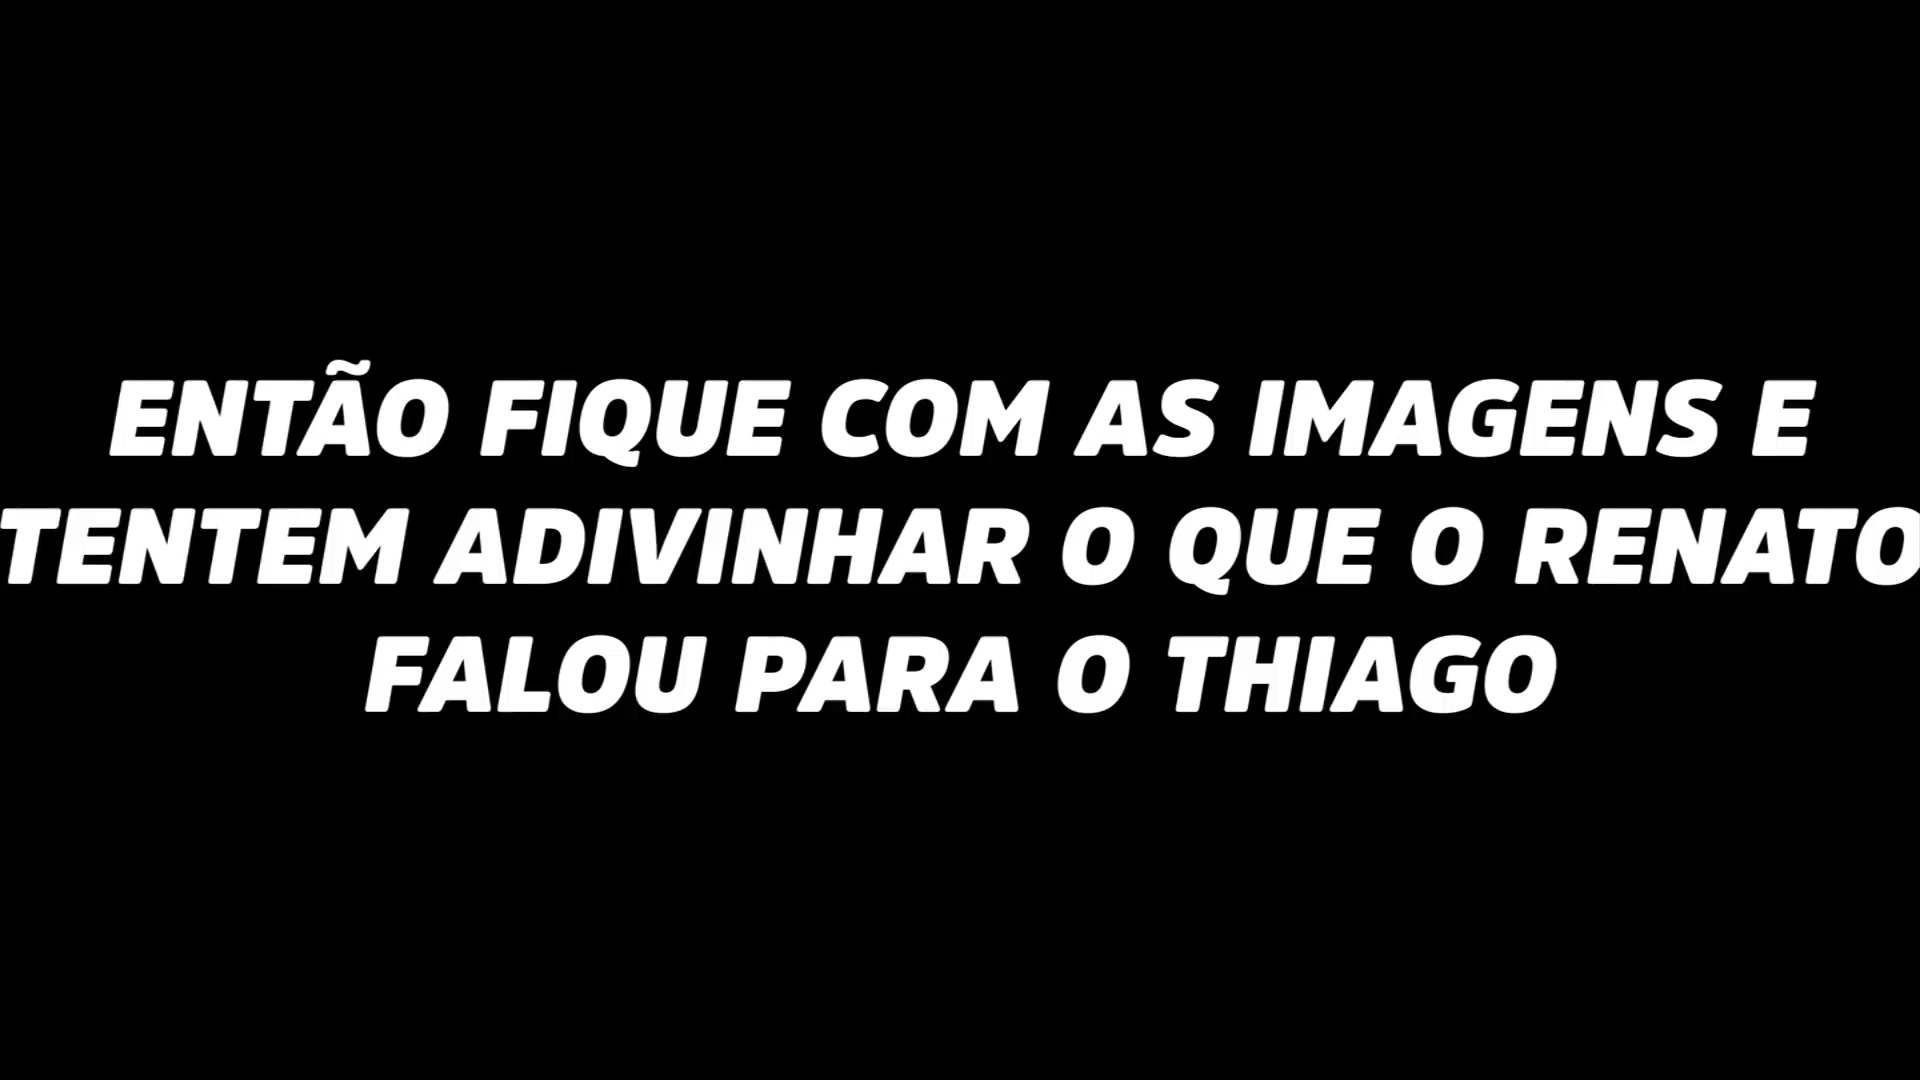 ENTÃO FIQUE COM AS IMAGENS E
TENTEM ADIVINHAR O QUE O RENATO
FALOU PARA O THIAGO